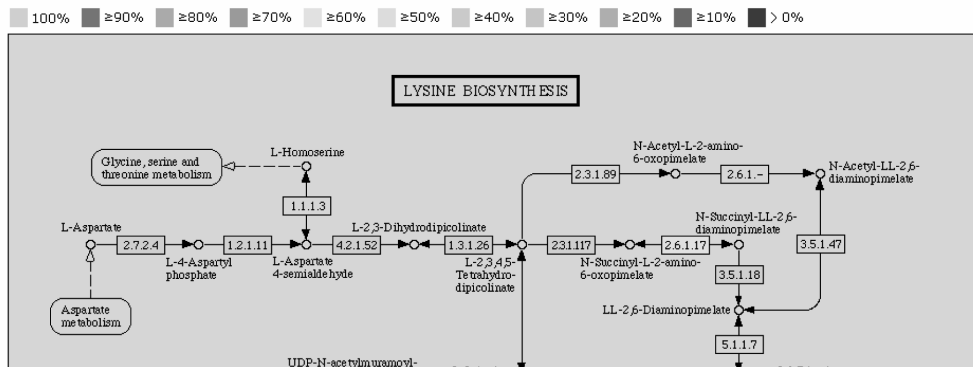 100% ≥90% ≥80% ≥70% ≥60% ≥50% ≥40% ≥30% ≥20% ≥10% > 0%
LYSINE BIOSYNTHESIS
Glycine, serine and
threonine metabolism
L-Homoserine
N-Acetyl-L-2-amino-
6-oxopimelate
N-Acetyl-LL-2,6-
diaminopimelate
2.3.1.89
2.6.1.-
1.1.1.3
L-Aspartate
L-2,3-Dihydrodipicolinate
N-Succinyl-LL-2,6-
diaminopimelate
2.7.2.4
1.2.1.11
4.2.1.52
1.3.1.26
2.3.1.117
2.6.1.17
3.5.1.47
L-4-Aspartyl
phosphate
L-Aspartate
4-semialdehyde
L-2,3,4,5-
Tetrahydro-
dipicolinate
N-Succinyl-L-2-amino-
6-oxopimelate
3.5.1.18
Aspartate
metabolism
LL-2,6-Diaminopimelate
5.1.1.7
UDP-N-acetylmuramoyl-